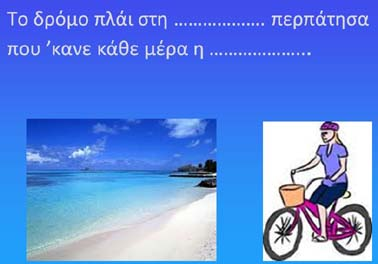 Το δρόμο πλάι στη ................... περπάτησα
που ’κανε κάθε μέρα η ......................